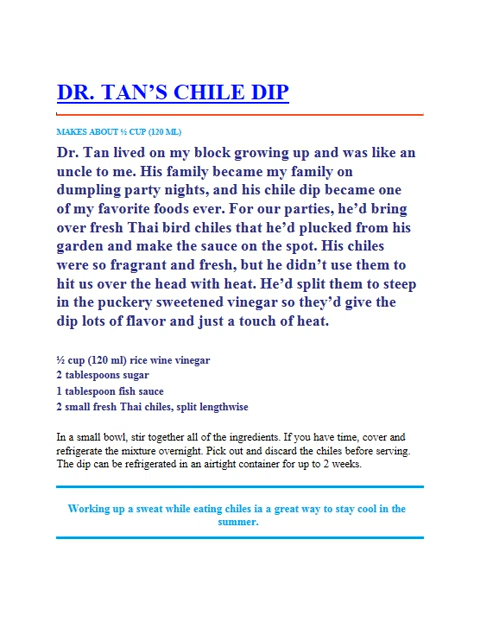 DR. TAN’S CHILE DIP
MAKES ABOUT ½ CUP (120 ML)
Dr. Tan lived on my block growing up and was like an
uncle to me. His family became my family on
dumpling party nights, and his chile dip became one
of my favorite foods ever. For our parties, he’d bring
over fresh Thai bird chiles that he’d plucked from his
garden and make the sauce on the spot. His chiles
were so fragrant and fresh, but he didn’t use them to
hit us over the head with heat. He’d split them to steep
in the puckery sweetened vinegar so they’d give the
dip lots of flavor and just a touch of heat.
½ cup (120 ml) rice wine vinegar
2 tablespoons sugar
1 tablespoon fish sauce
2 small fresh Thai chiles, split lengthwise
In a small bowl, stir together all of the ingredients. If you have time, cover and
refrigerate the mixture overnight. Pick out and discard the chiles before serving.
The dip can be refrigerated in an airtight container for up to 2 weeks.
Working up a sweat while eating chiles ia a great way to stay cool in the
summer.